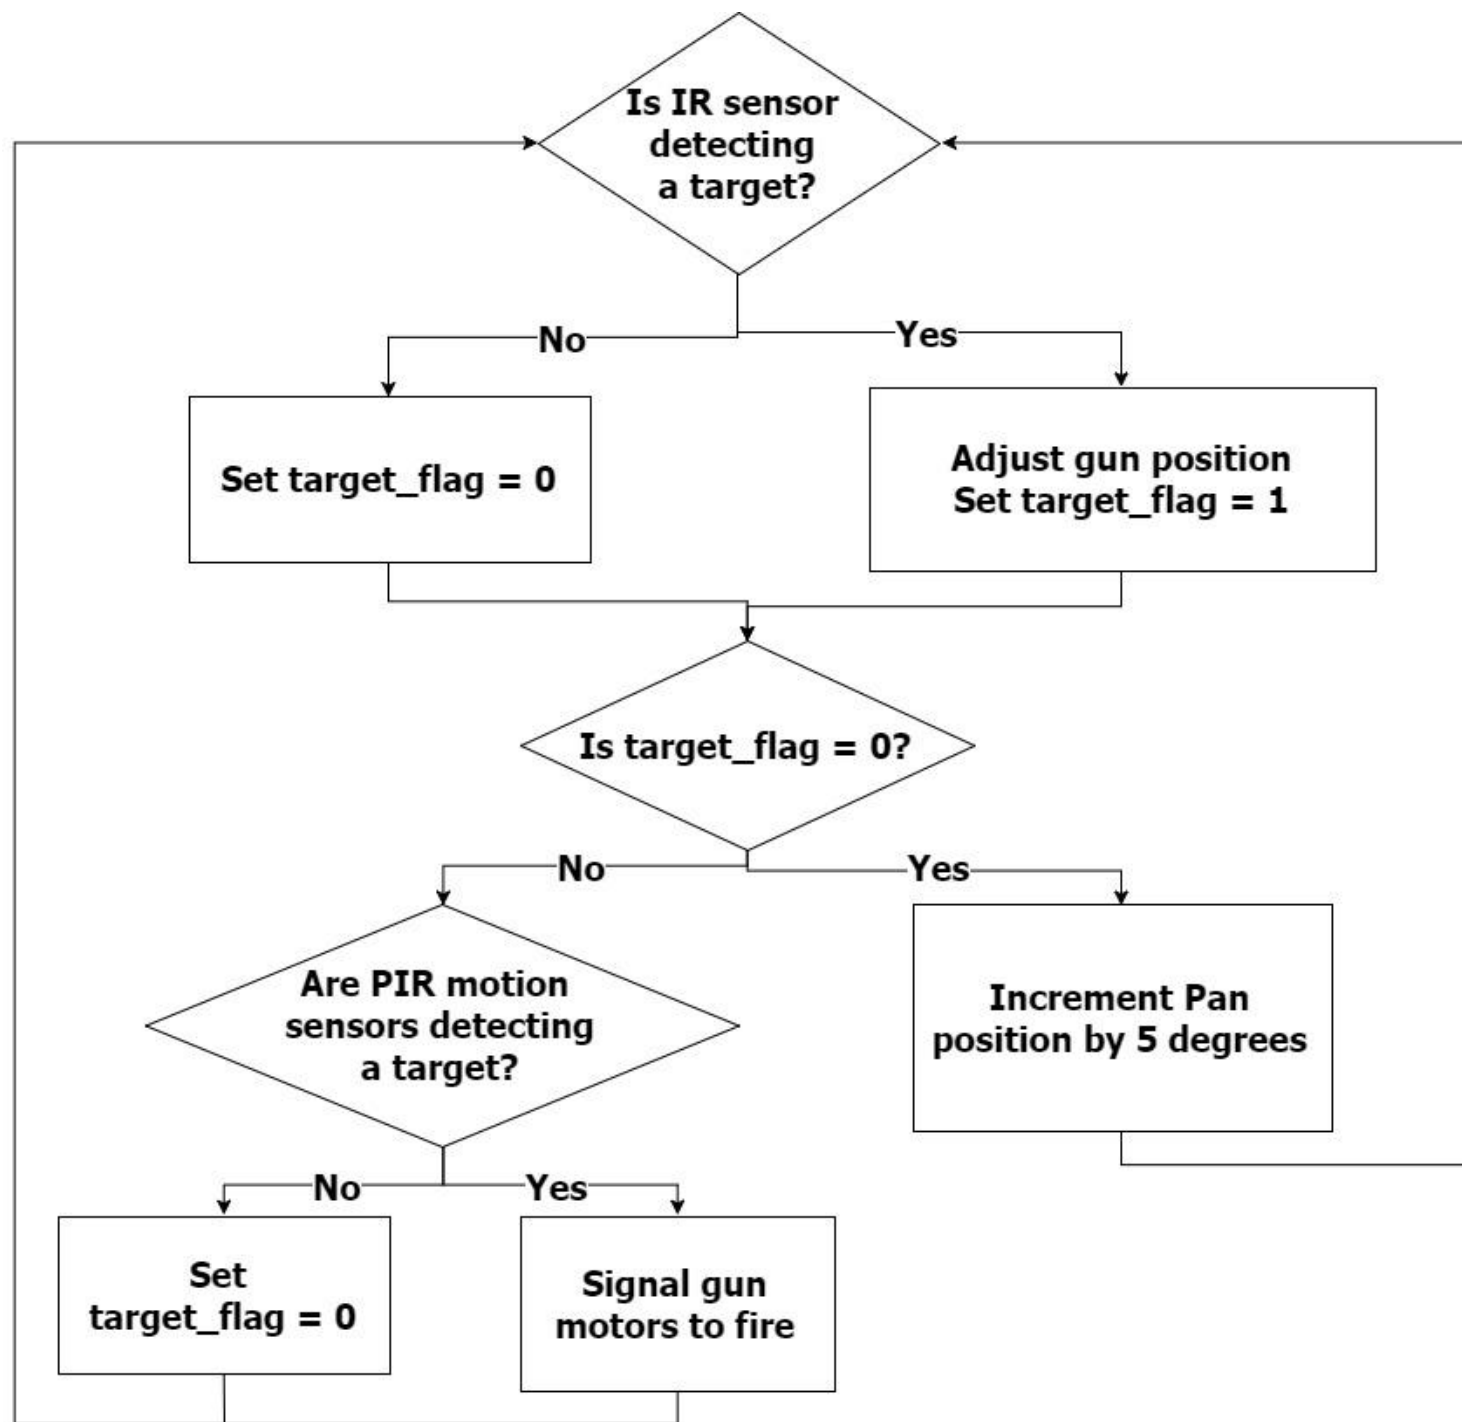 Is IR sensor
detecting
a target?
No
Yes
Set target_flag = 0
Adjust gun position
Set target_flag = 1
Is target_flag = 0?
No
Yes
Are PIR motion
sensors detecting
a target?
Increment Pan
position by 5 degrees
No
Yes
Set
target_flag = 0
Signal gun
motors to fire